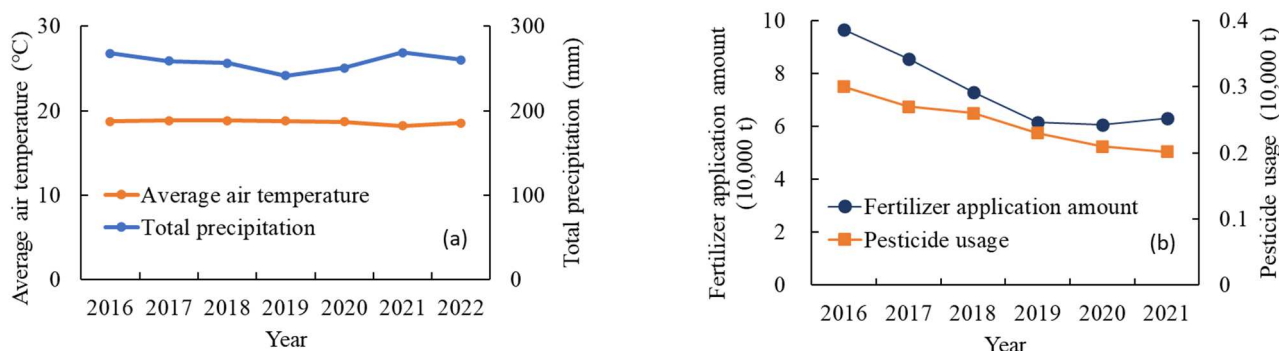 Average air temperature (°C)
30
20
10
0
Average air temperature
Total precipitation
(a)
300
200
100
0
Total precipitation (mm)
2016 2017 2018 2019 2020 2021 2022
Year
Fertilizer application amount
(10,000 t)
10
8
6
4
2
0
Fertilizer application amount
Pesticide usage
(b)
0.4
0.3
0.2
0.1
0
Pesticide usage (10,000 t)
2016 2017 2018 2019 2020 2021
Year